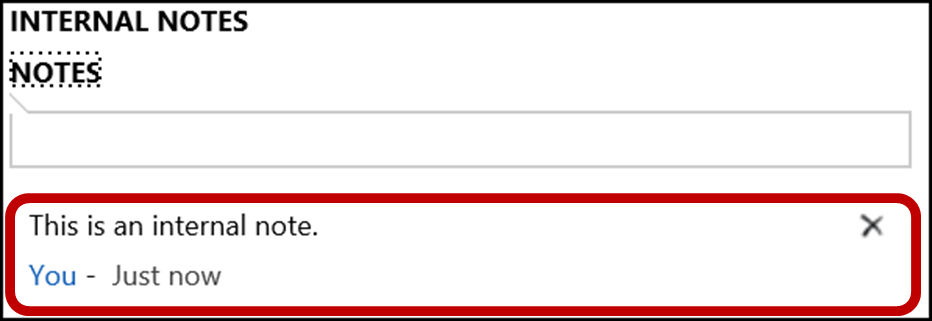 INTERNAL NOTES
NOTES
This is an internal note.
You - Just now